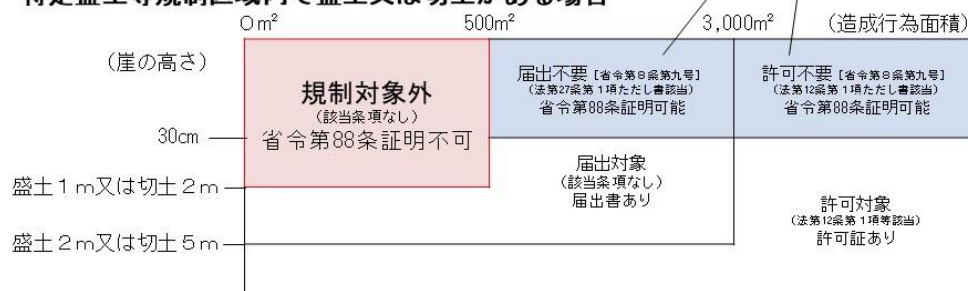 特定盛土等規制区域内で盛土又は切土がある場合
0㎡ 500㎡ 3,000㎡ (造成行為面積)
(崖の高さ)
規制対象外
(該当条項なし)
省令第88条証明不可
届出不要 [省令第8条第九号]
(法第27条第1項ただし書該当)
省令第88条証明可能
許可不要 [省令第8条第九号]
(法第12条第1項ただし書該当)
省令第88条証明可能
30cm
届出対象
(該当条項なし)
届出書あり
盛土1m又は切土2m
許可対象
(法第12条第1項等該当)
許可証あり
盛土2m又は切土5m